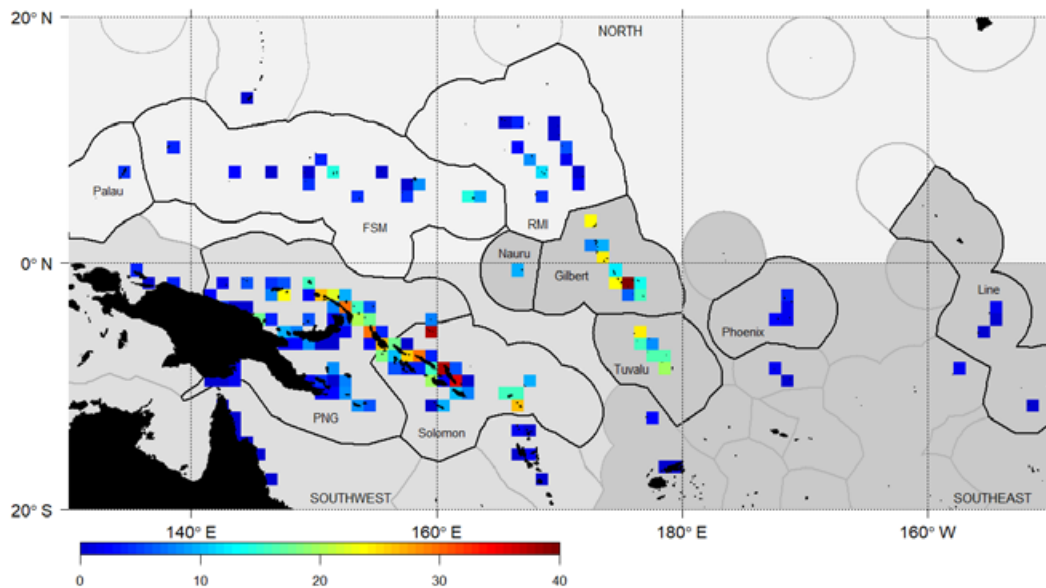 20° N
NORTH
Palau
FSM
RMI
Nauru
Gilbert
0° N
Line
Phoenix
Tuvalu
PNG
Solomon
SOUTHWEST
SOUTHEAST
20° S
140° E
160° E
180° E
160° W
0
10
20
30
40